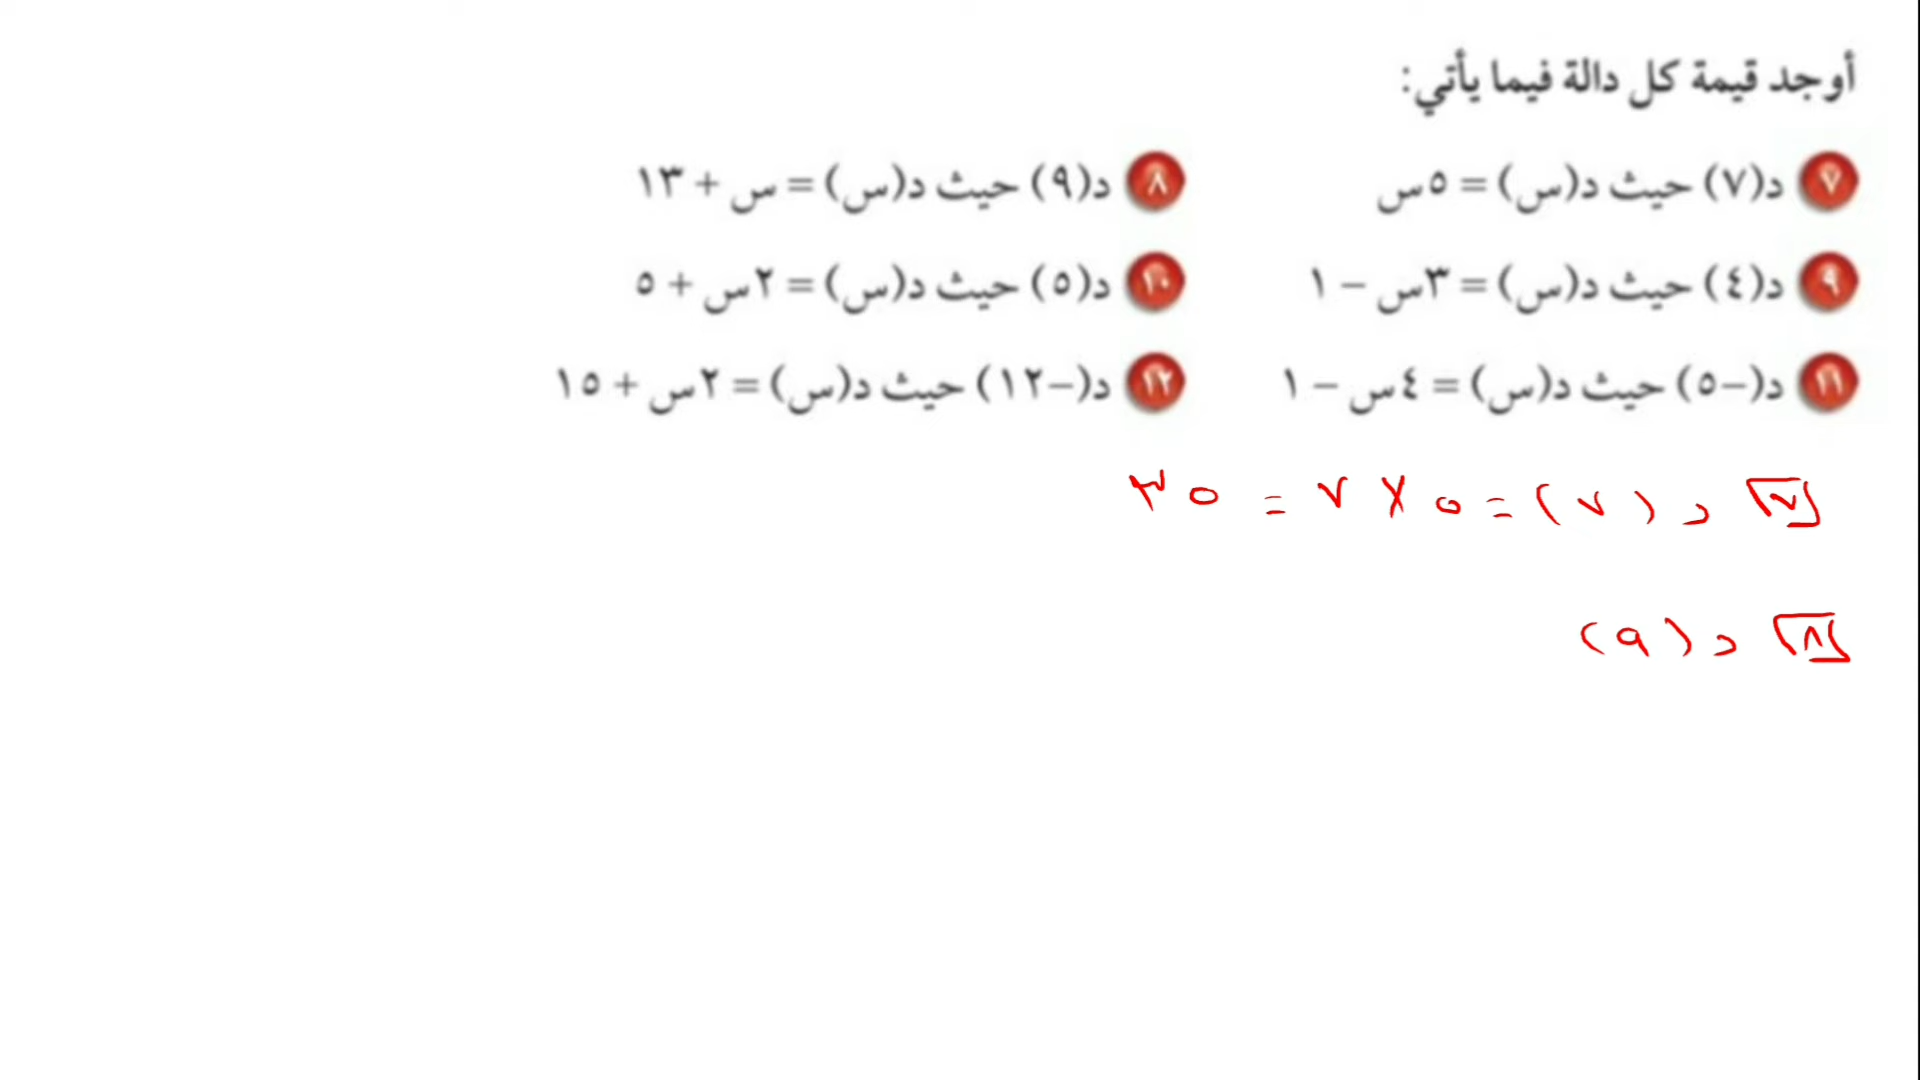 أوجد قيمة كل دالة فيما يأتي:
٧ د(٧) حيث د(س) = ٥س
٨ د(٩) حيث د(س) = س + ١٣
٩ د(٤) حيث د(س) = ٣س − ١
١٠ د(٥) حيث د(س) = ٢س + ٥
١١ د(−٥) حيث د(س) = ٤س − ١
١٢ د(−١٢) حيث د(س) = ٢س + ١٥
٧ د (٧) = ٥ × ٧ = ٣٥
٨ د (٩)